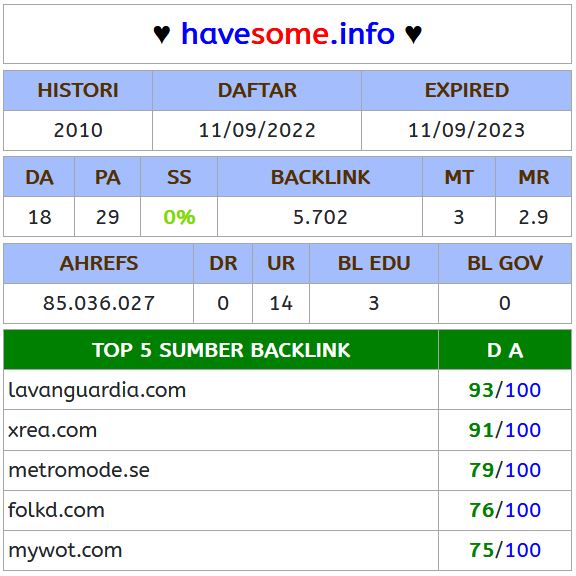 ♥ havesome.info ♥
HISTORI DAFTAR EXPIRED
2010 11/09/2022 11/09/2023
DA PA SS BACKLINK MT MR
18 29 0% 5.702 3 2.9
AHREFS DR UR BL EDU BL GOV
85.036.027 0 14 3 0
TOP 5 SUMBER BACKLINK D A
lavanguardia.com 93/100
xrea.com 91/100
metromode.se 79/100
folkd.com 76/100
mywot.com 75/100